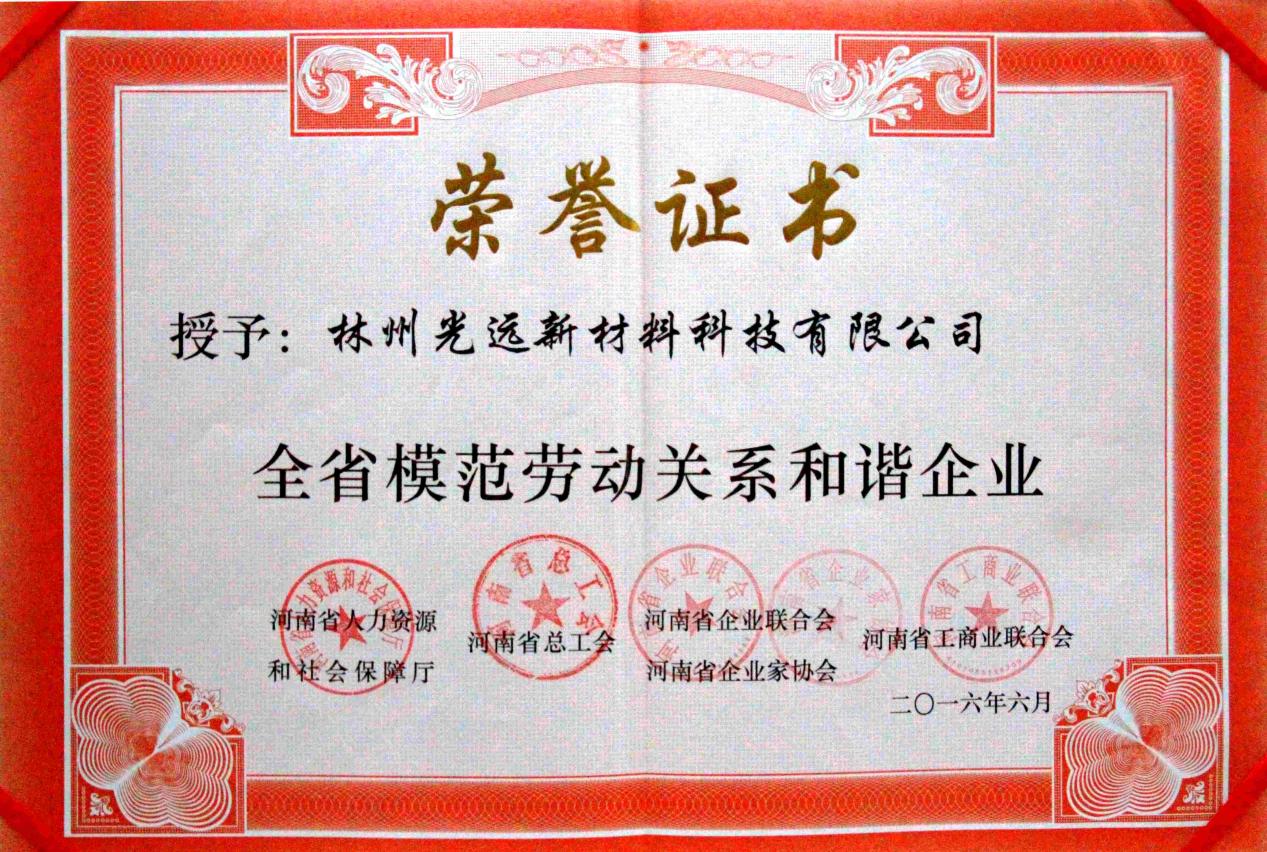 荣誉证书
授予：林州光远新材料科技有限公司
全省模范劳动关系和谐企业
河南省人力资源
和社会保障厅
河南省总工会
河南省企业联合会
河南省企业家协会
河南省工商业联合会
二〇一六年六月